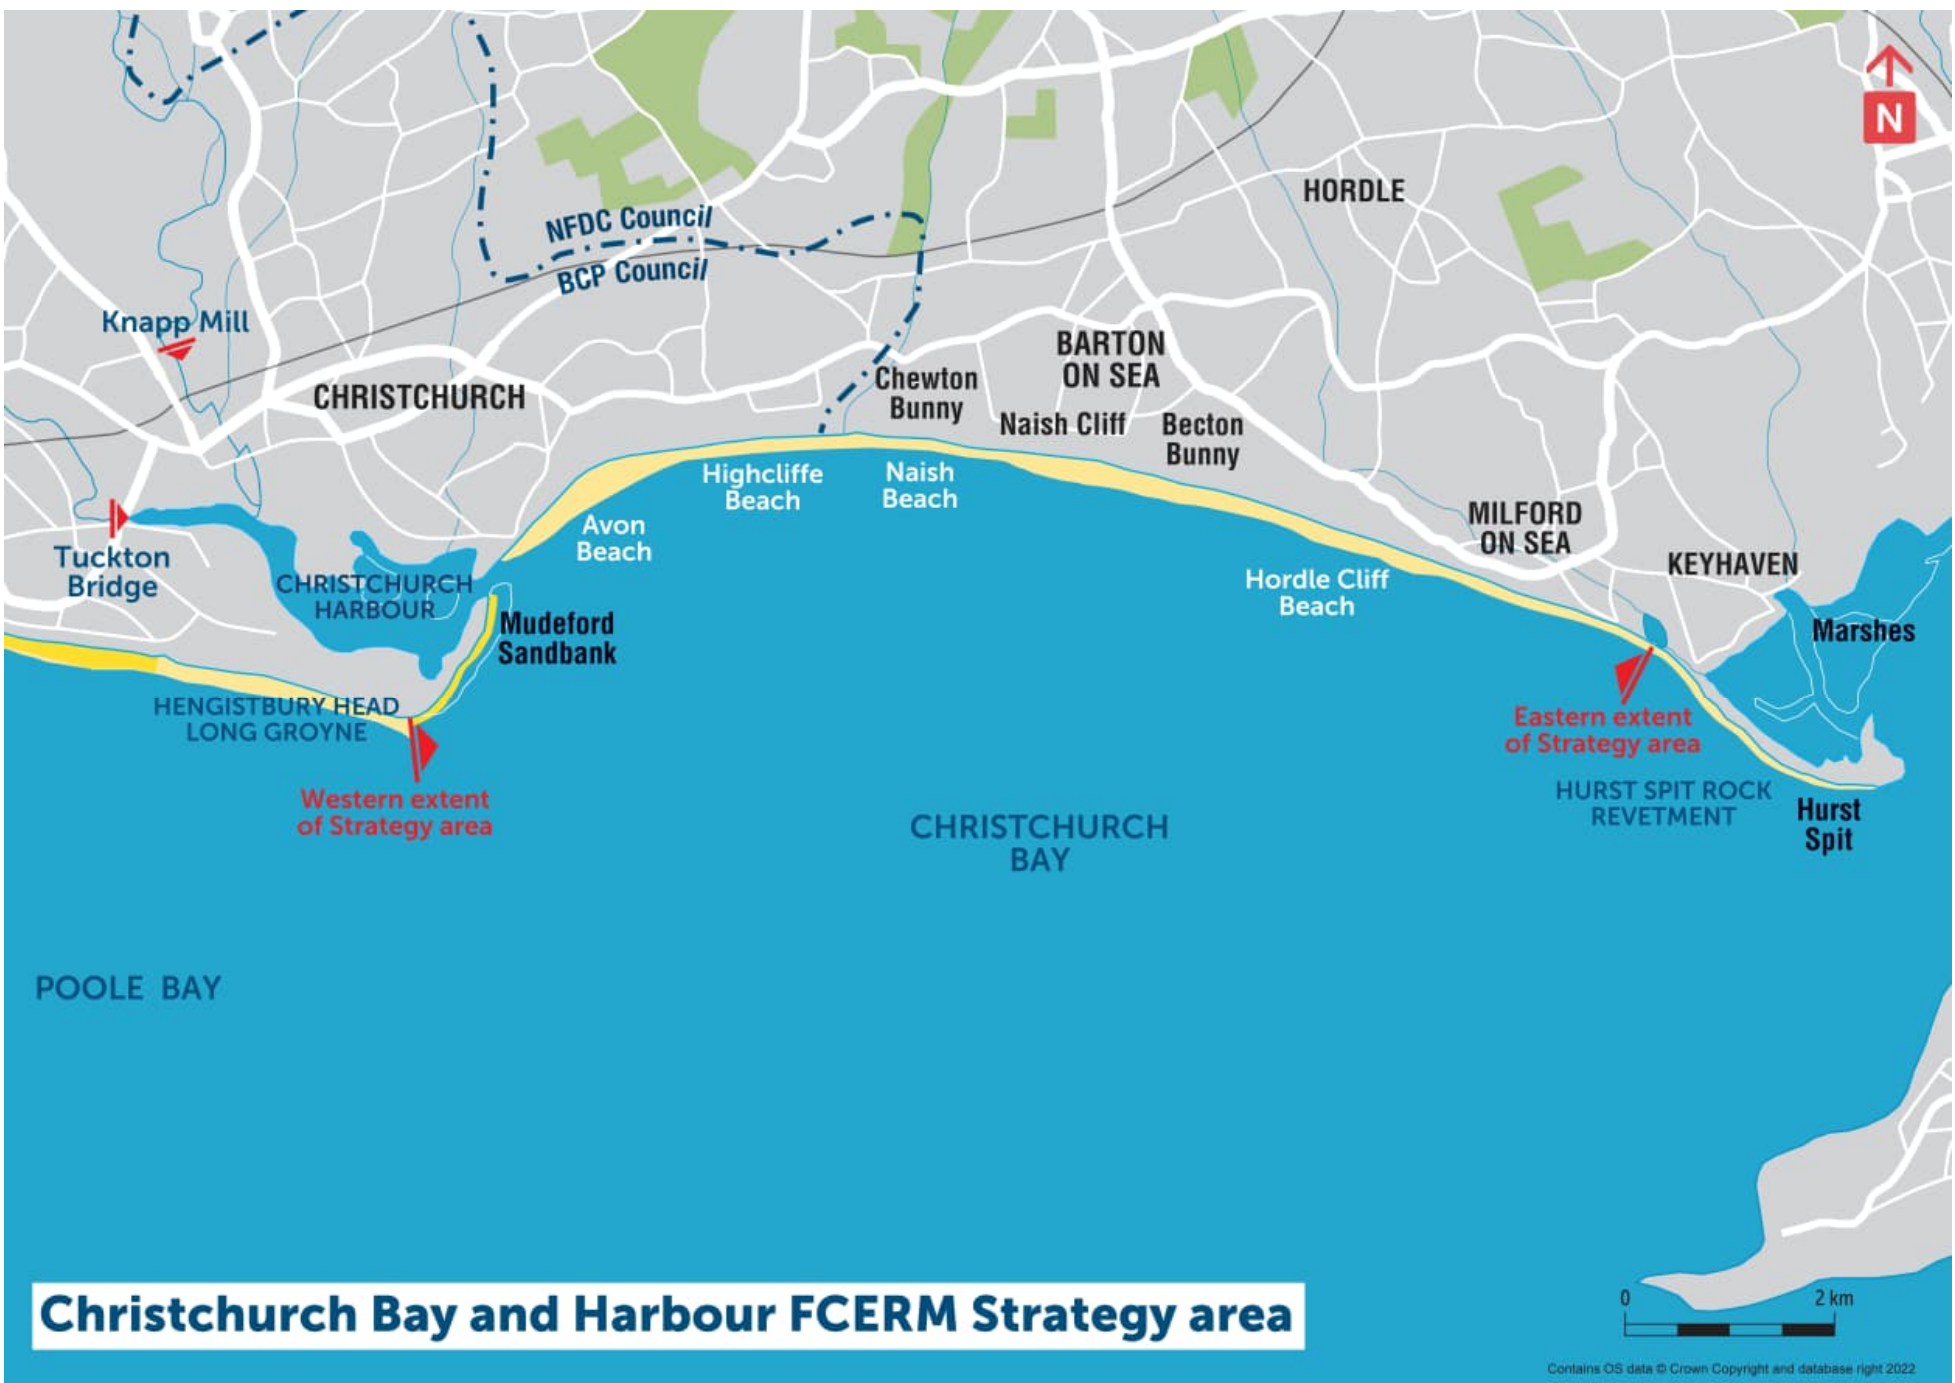 N
HORDLE
NFDC Council
BCP Council
Knapp Mill
BARTON
ON SEA
CHRISTCHURCH
Chewton
Bunny
Naish Cliff
Becton
Bunny
Highcliffe
Beach
Naish
Beach
Avon
Beach
MILFORD
ON SEA
KEYHAVEN
Tuckton
Bridge
CHRISTCHURCH
HARBOUR
Hordle Cliff
Beach
Mudeford
Sandbank
Marshes
HENGISTBURY HEAD
LONG GROYNE
Eastern extent
of Strategy area
Western extent
of Strategy area
HURST SPIT ROCK
REVETMENT
Hurst
Spit
CHRISTCHURCH
BAY
POOLE BAY
Christchurch Bay and Harbour FCERM Strategy area
0 2 km
Contains OS data © Crown Copyright and database right 2022